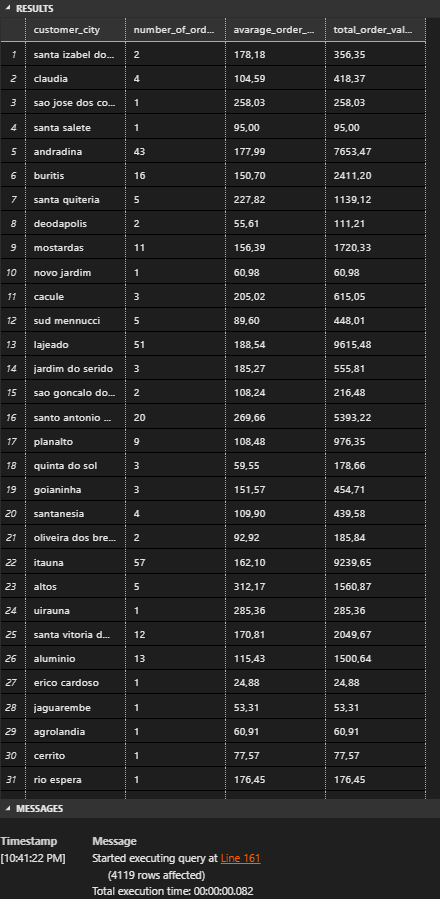 RESULTS
customer_city number_of_ord... avarage_order_... total_order_val...
1 santa izabel do... 2 178,18 356,35
2 claudia 4 104,59 418,37
3 sao jose dos co... 1 258,03 258,03
4 santa salete 1 95,00 95,00
5 andradina 43 177,99 7653,47
6 buritis 16 150,70 2411,20
7 santa quiteria 5 227,82 1139,12
8 deodapolis 2 55,61 111,21
9 mostardas 11 156,39 1720,33
10 novo jardim 1 60,98 60,98
11 cacule 3 205,02 615,05
12 sud mennucci 5 89,60 448,01
13 lajeado 51 188,54 9615,48
14 jardim do serido 3 185,27 555,81
15 sao goncalo do... 2 108,24 216,48
16 santo antonio ... 20 269,66 5393,22
17 planalto 9 108,48 976,35
18 quinta do sol 3 59,55 178,66
19 goianinha 3 151,57 454,71
20 santanesia 4 109,90 439,58
21 oliveira dos bre... 2 92,92 185,84
22 itauna 57 162,10 9239,65
23 altos 5 312,17 1560,87
24 uirauna 1 285,36 285,36
25 santa vitoria d... 12 170,81 2049,67
26 aluminio 13 115,43 1500,64
27 erico cardoso 1 24,88 24,88
28 jaguarembe 1 53,31 53,31
29 agrolandia 1 60,91 60,91
30 cerrito 1 77,57 77,57
31 rio espera 1 176,45 176,45
MESSAGES
Timestamp Message
[10:41:22 PM] Started executing query at Line 161
(4119 rows affected)
Total execution time: 00:00:00.082